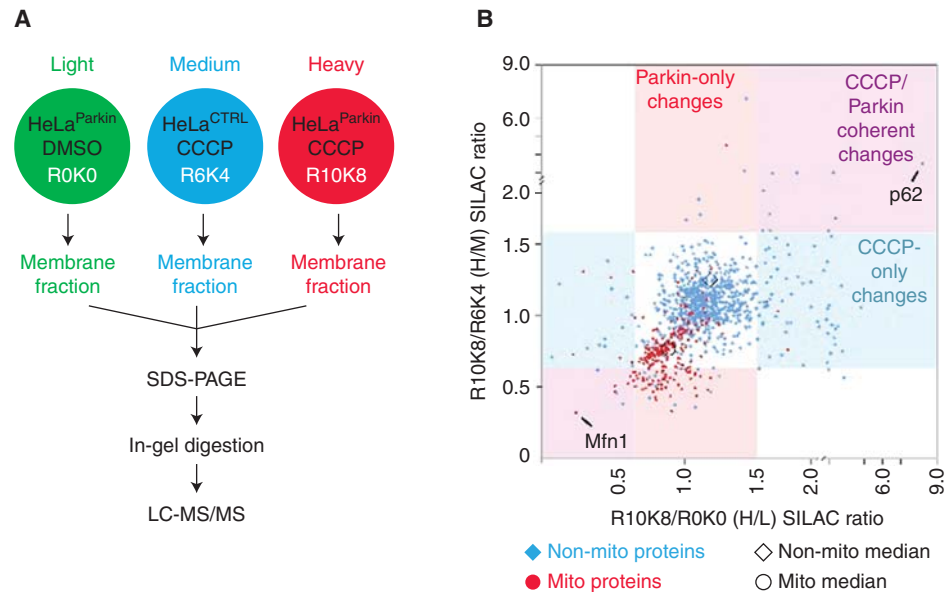 A
Light
Medium
Heavy
HeLaParkin
DMSO
R0K0
HeLaCTRL
CCCP
R6K4
HeLaParkin
CCCP
R10K8
Membrane
fraction
Membrane
fraction
Membrane
fraction
SDS-PAGE
In-gel digestion
LC-MS/MS
B
R10K8/R6K4 (H/M) SILAC ratio
9.0
6.0
2.0
1.5
1.0
0.5
0
Parkin-only
changes
CCCP/
Parkin
coherent
changes
p62
CCCP-
only
changes
Mfn1
0.5
1.0
1.5
2.0
6.0
9.0
R10K8/R0K0 (H/L) SILAC ratio
Non-mito proteins
Non-mito median
Mito proteins
Mito median